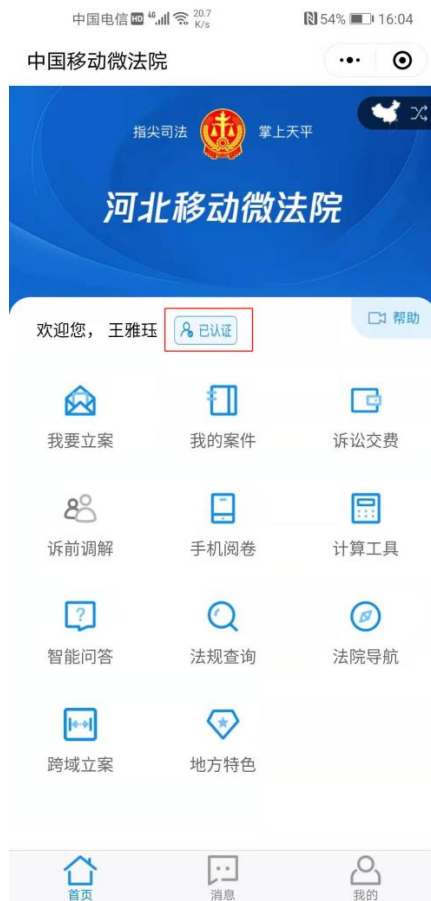 中国电信 HD 4G 20.7 K/s 54% 16:04
中国移动微法院
指尖司法 掌上天平
河北移动微法院
欢迎您， 王雅珏 已认证 帮助
我要立案 我的案件 诉讼交费
诉前调解 手机阅卷 计算工具
智能问答 法规查询 法院导航
跨域立案 地方特色
首页 消息 我的